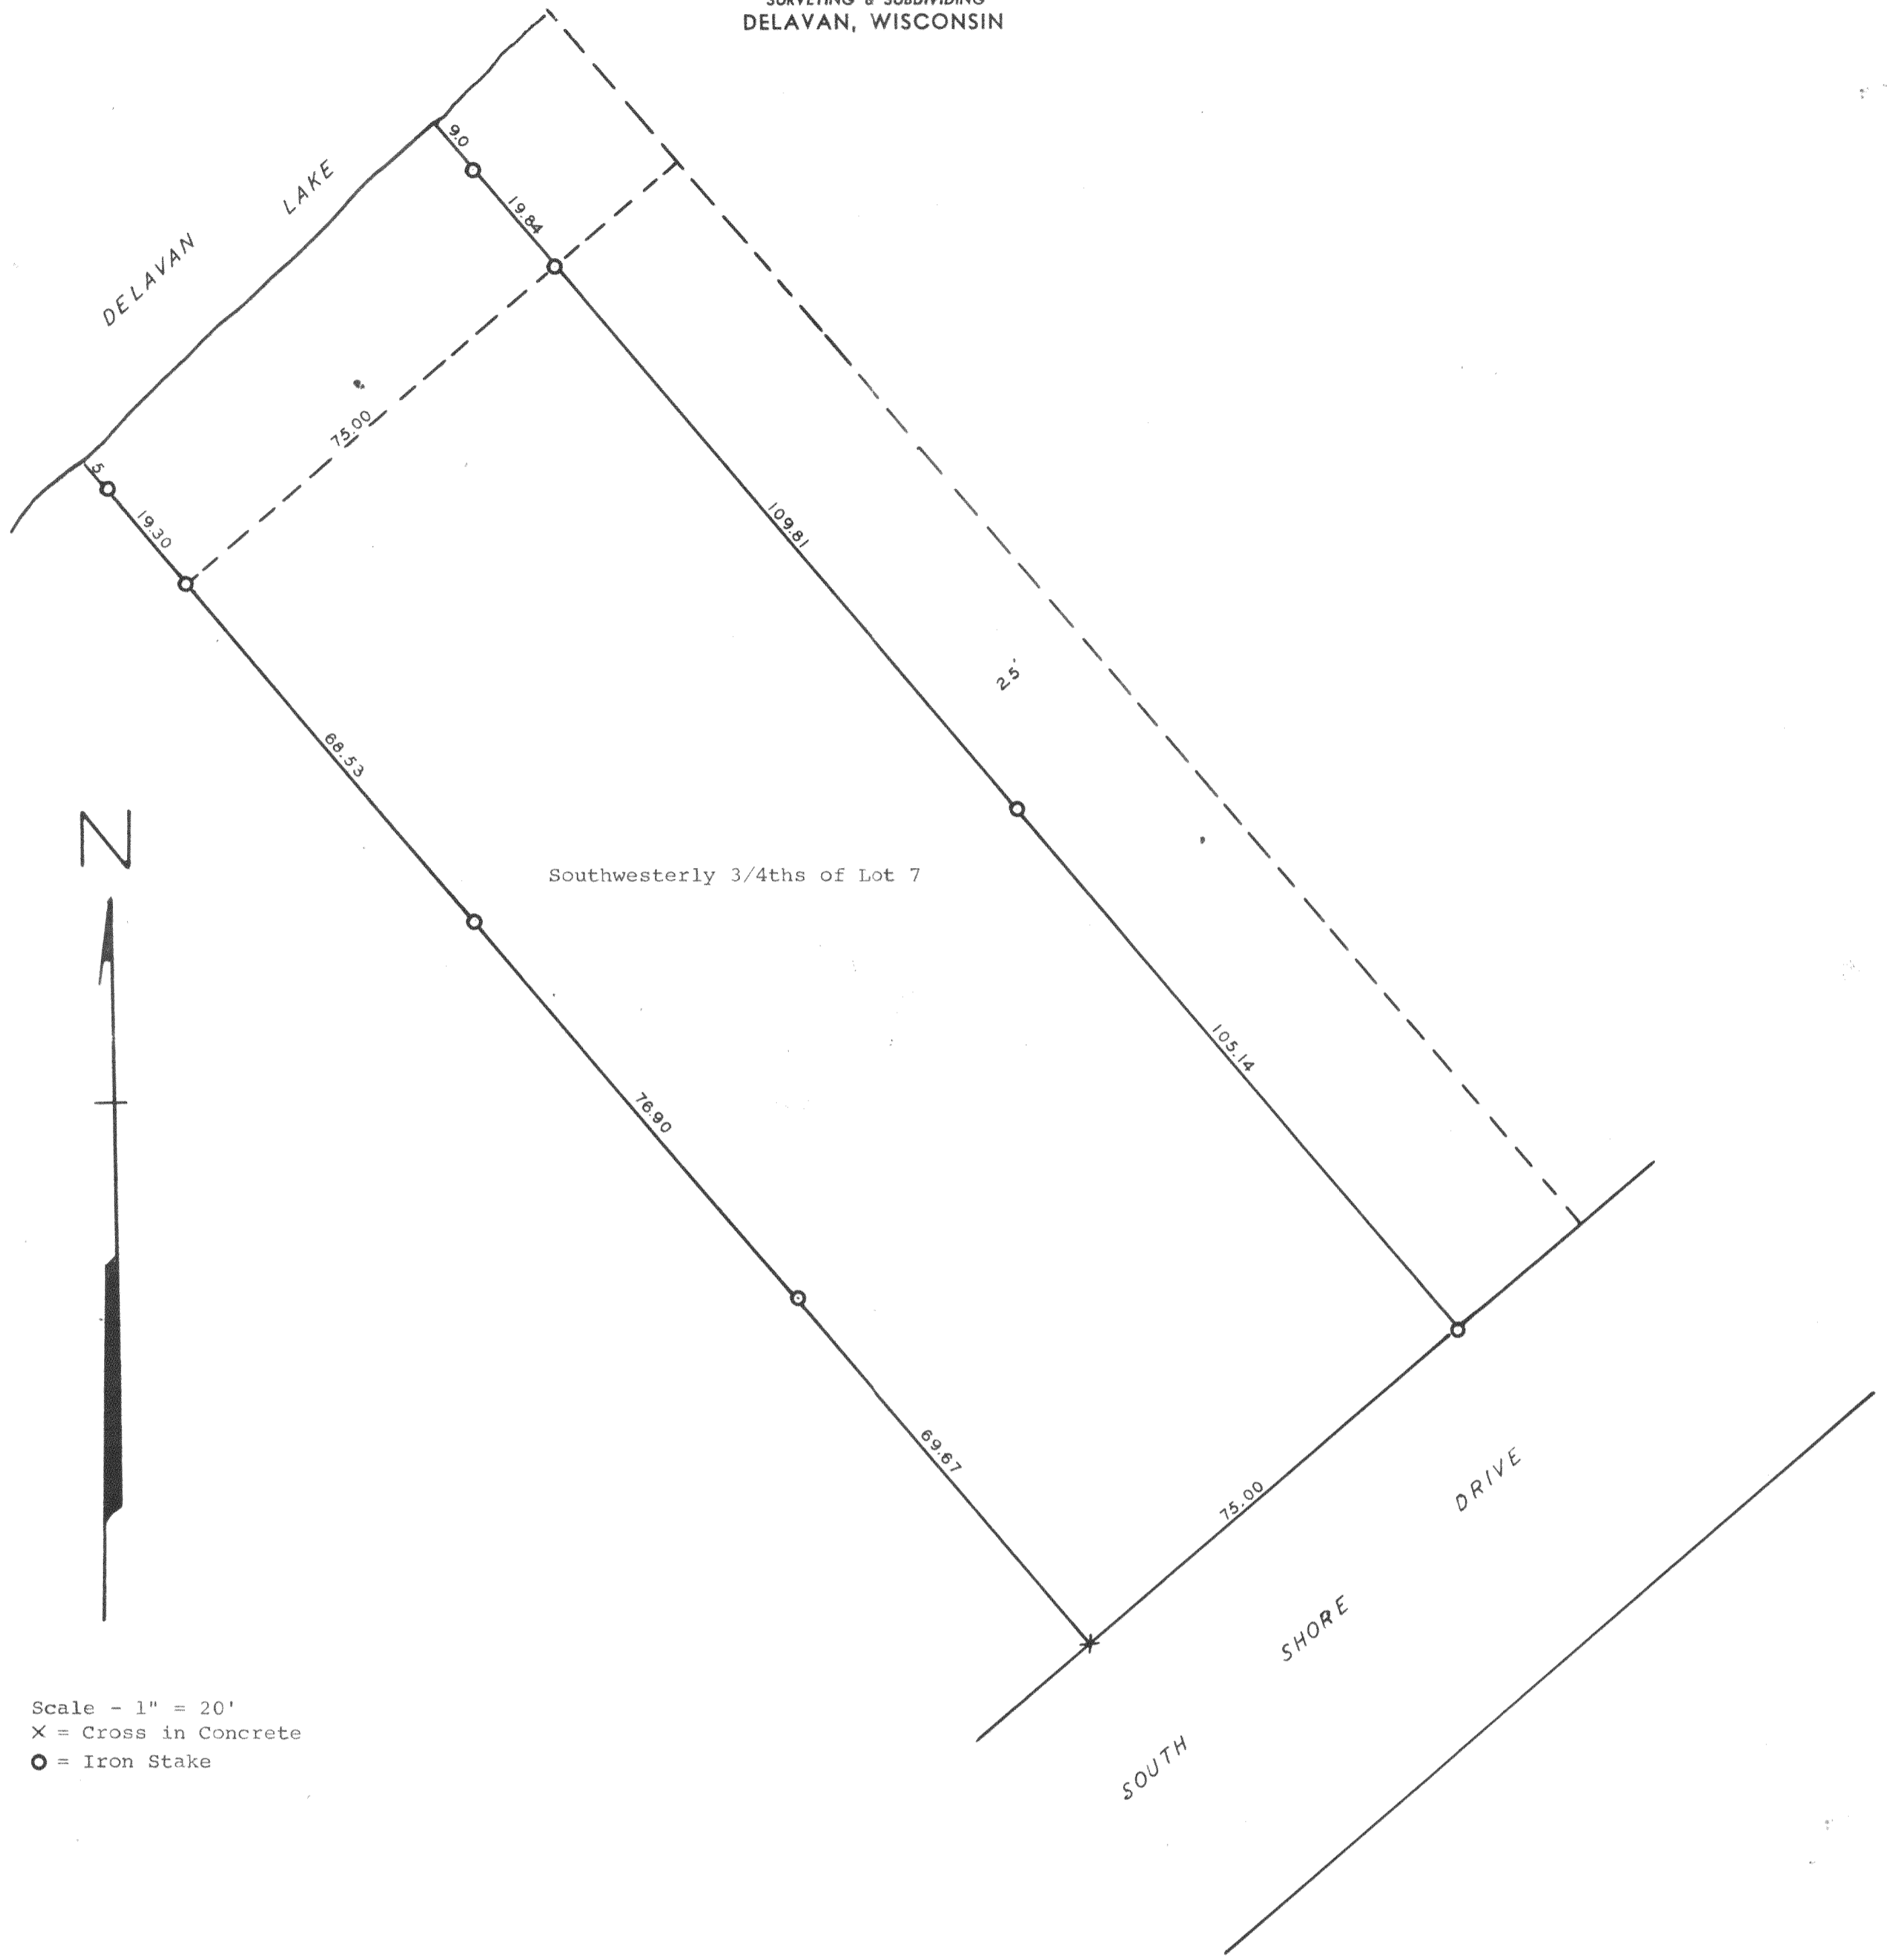 SURVEYING & SUBDIVIDING
DELAVAN, WISCONSIN
DELAVAN LAKE
9.0
19.84
75.00
5
19.30
109.81
25'
68.53
N
Southwesterly 3/4ths of Lot 7
105.14
76.90
69.67
75.00
SOUTH SHORE DRIVE
Scale - 1" = 20'
X = Cross in Concrete
O = Iron Stake